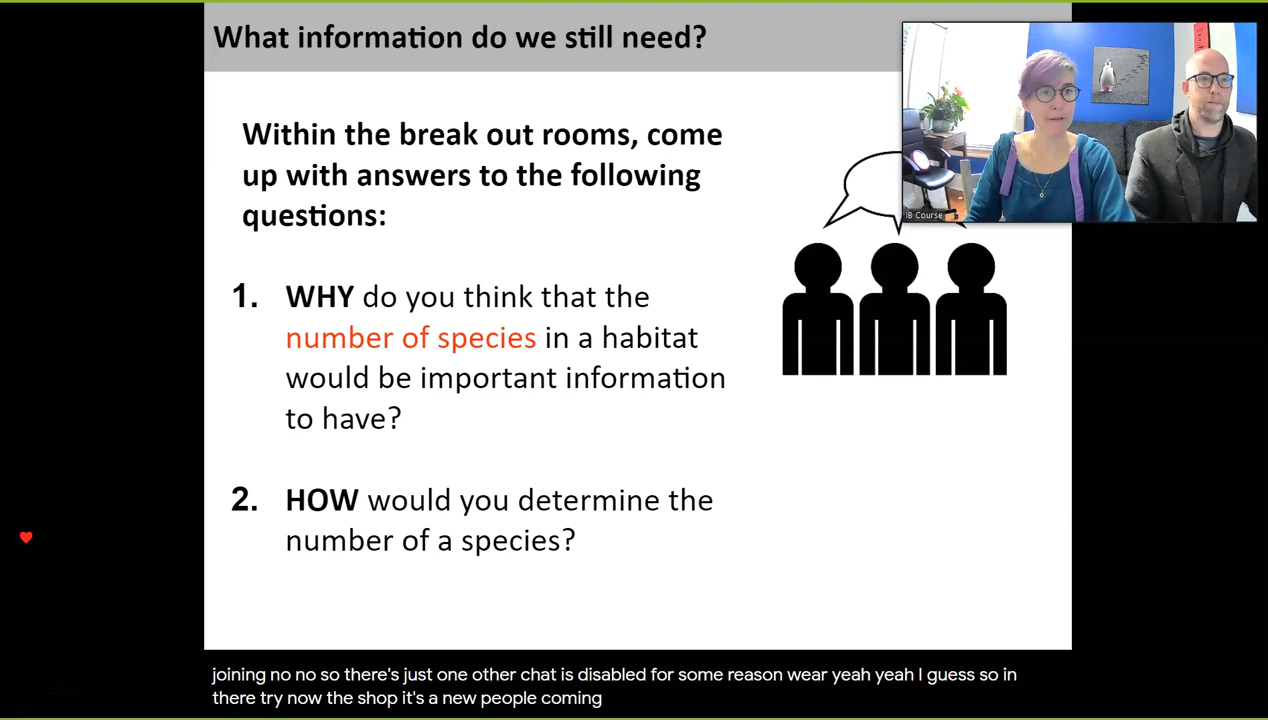 What information do we still need?
Within the break out rooms, come
up with answers to the following
questions:
1. WHY do you think that the
number of species in a habitat
would be important information
to have?
2. HOW would you determine the
number of a species?
IB Course
joining no no so there's just one other chat is disabled for some reason wear yeah yeah I guess so in
there try now the shop it's a new people coming